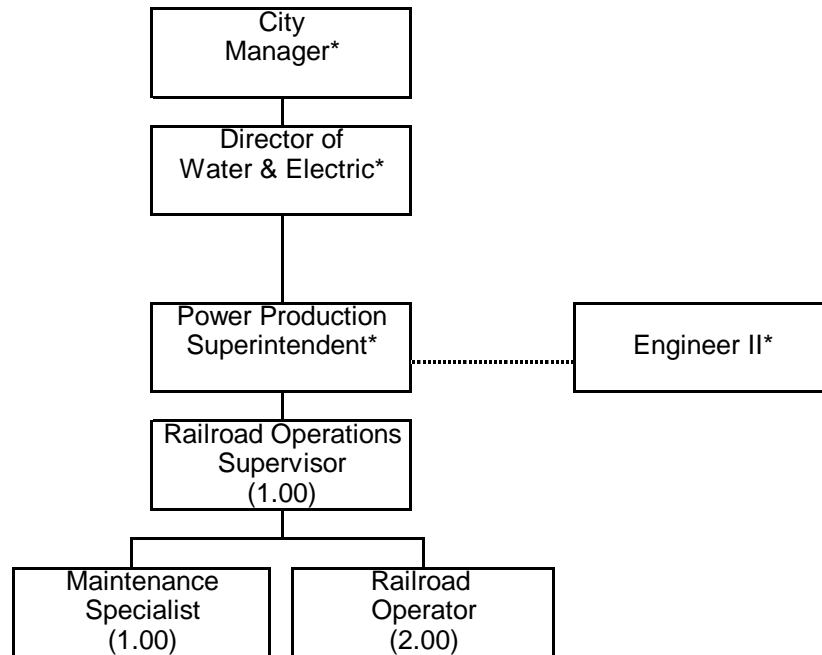 City
Manager*
Director of
Water & Electric*
Power Production
Superintendent*
Engineer II*
Railroad Operations
Supervisor
(1.00)
Maintenance
Specialist
(1.00)
Railroad
Operator
(2.00)